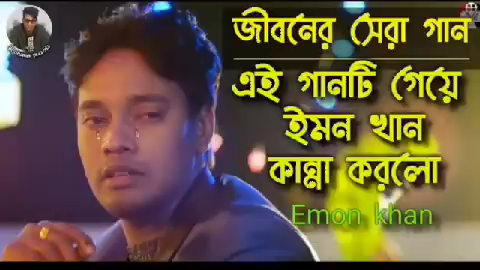 জীবনের সেরা গান
এই গানটি গেয়ে
ইমন খান
কান্না করলো
Emon khan